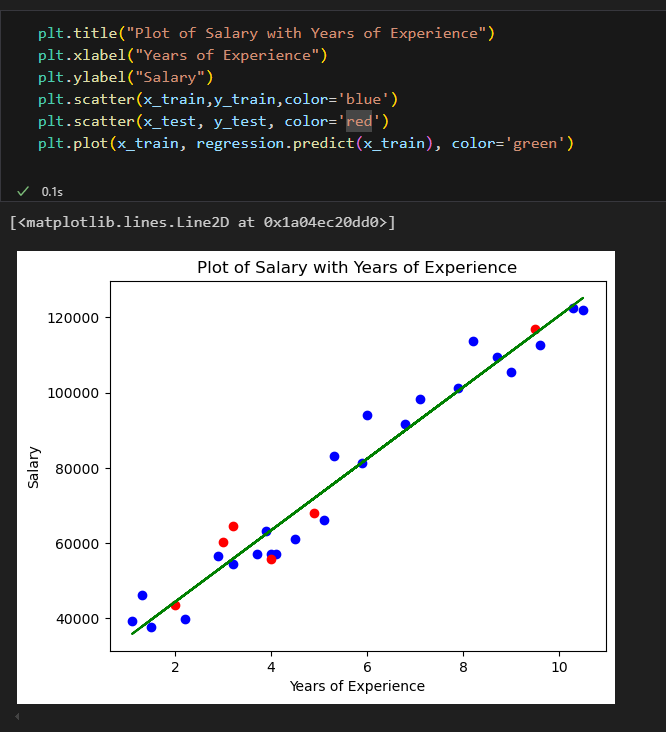 plt.title("Plot of Salary with Years of Experience")
plt.xlabel("Years of Experience")
plt.ylabel("Salary")
plt.scatter(x_train,y_train,color='blue')
plt.scatter(x_test, y_test, color='red')
plt.plot(x_train, regression.predict(x_train), color='green')
0.1s
[<matplotlib.lines.Line2D at 0x1a04ec20dd0>]
Plot of Salary with Years of Experience
120000
100000
80000
60000
40000
Salary
2 4 6 8 10
Years of Experience